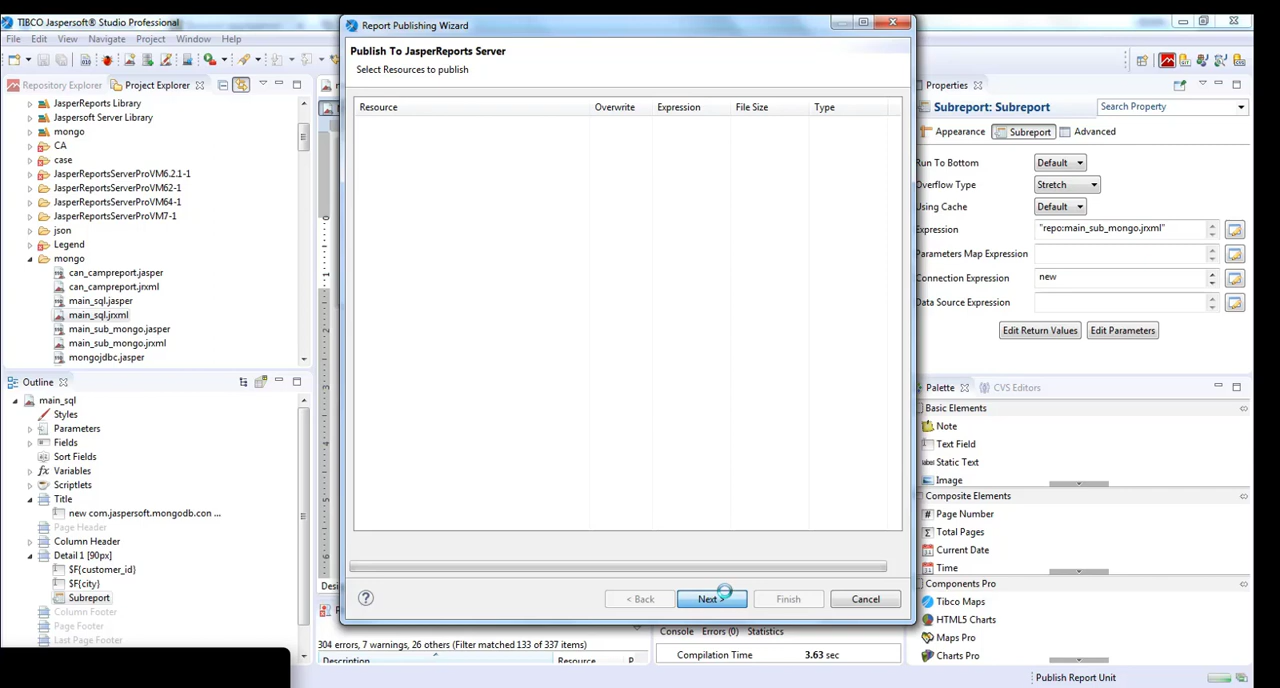 TIBCO Jaspersoft® Studio Professional
File Edit View Navigate Project Window Help
Repository Explorer Project Explorer
JasperReports Library
Jaspersoft Server Library
mongo
CA
case
JasperReportsServerProVM6.2.1-1
JasperReportsServerProVM62-1
JasperReportsServerProVM64-1
JasperReportsServerProVM7-1
json
Legend
mongo
can_campreport.jasper
can_campreport.jrxml
main_sql.jasper
main_sql.jrxml
main_sub_mongo.jasper
main_sub_mongo.jrxml
mongojdbc.jasper
Outline
main_sql
Styles
Parameters
Fields
Sort Fields
Variables
Scriptlets
Title
new com.jaspersoft.mongodb.con ...
Page Header
Column Header
Detail 1 [90px]
$F{customer_id}
$F{city}
Subreport
Column Footer
Page Footer
Last Page Footer
Report Publishing Wizard
Publish To JasperReports Server
Select Resources to publish
Resource Overwrite Expression File Size Type
< Back Next > Finish Cancel
Console Errors (0) Statistics
304 errors, 7 warnings, 26 others (Filter matched 133 of 337 items)
Description Resource P
Compilation Time 3.63 sec
Properties
Subreport: Subreport
Search Property
Appearance Subreport Advanced
Run To Bottom Default
Overflow Type Stretch
Using Cache Default
Expression "repo:main_sub_mongo.jrxml"
Parameters Map Expression
Connection Expression new
Data Source Expression
Edit Return Values Edit Parameters
Palette CVS Editors
Basic Elements
Note
Text Field
Static Text
Image
Composite Elements
Page Number
Total Pages
Current Date
Time
Components Pro
Tibco Maps
HTML5 Charts
Maps Pro
Charts Pro
Publish Report Unit